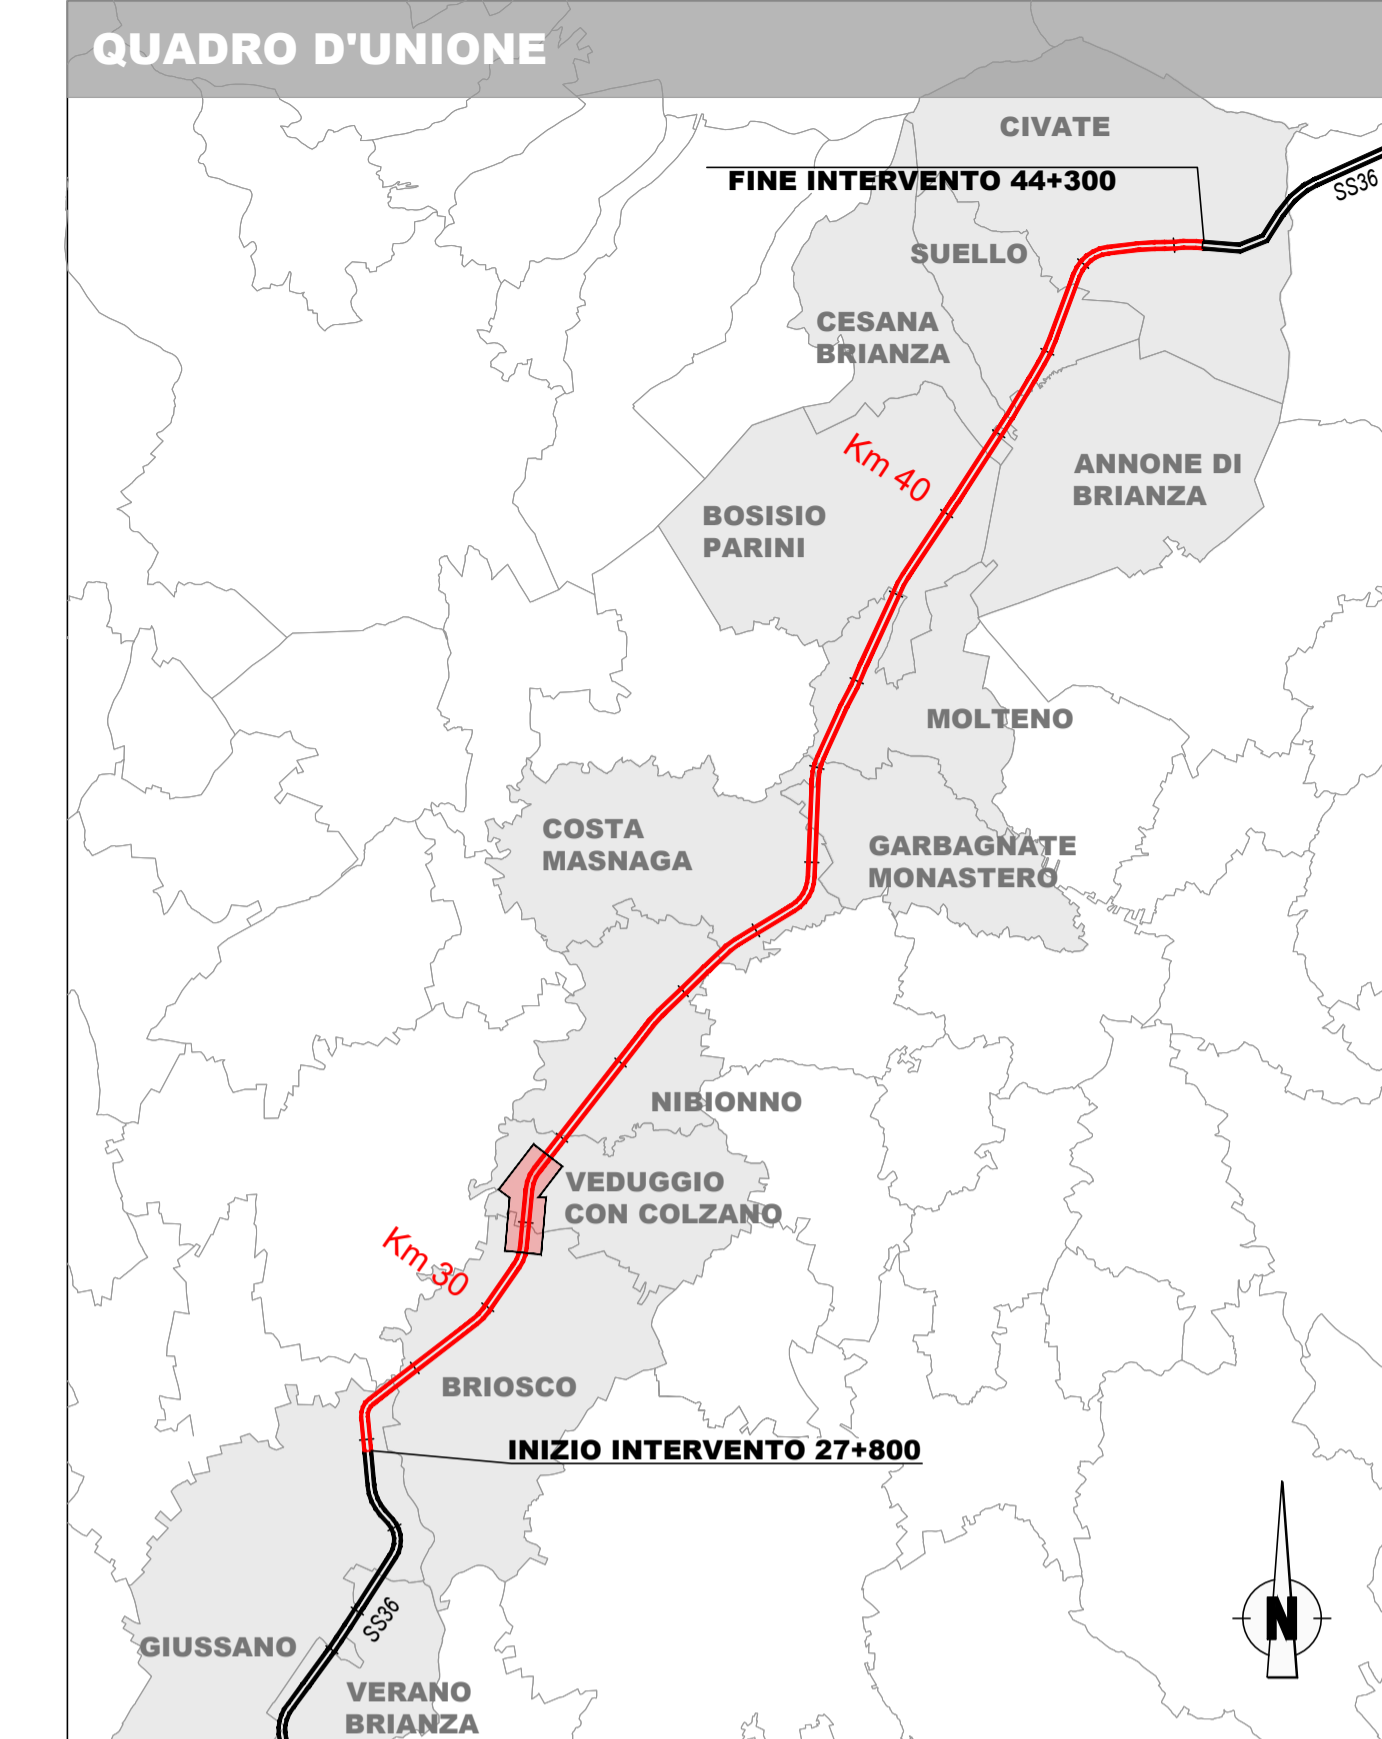 QUADRO D'UNIONE
CIVATE
FINE INTERVENTO 44+300
SS36
SUELLO
CESANA
BRIANZA
Km 40
ANNONE DI
BRIANZA
BOSISIO
PARINI
MOLTENO
COSTA
MASNAGA
GARBAGNATE
MONASTERO
NIBIONNO
VEDUGGIO
CON COLZANO
Km 30
BRIOSCO
INIZIO INTERVENTO 27+800
SS36
N
GIUSSANO
VERANO
BRIANZA